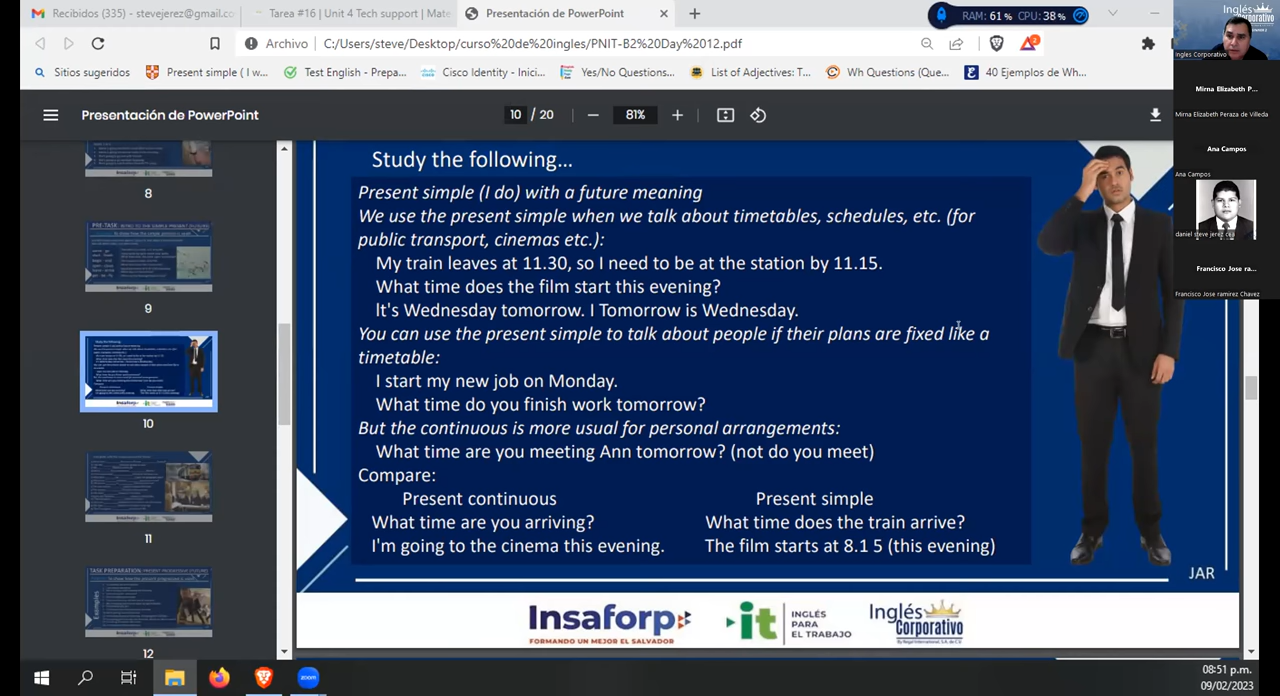 Recibidos (335) - stevejerez@gmail.co
Tarea #16 | Unit 4 Tech support | Mate
Presentación de PowerPoint
RAM: 61 % CPU: 38 %
Archivo C:/Users/steve/Desktop/curso%20de%20ingles/PNIT-B2%20Day%2012.pdf
2
Sitios sugeridos
Present simple ( I w...
Test English - Prepa...
Cisco Identity - Inici...
Yes/No Questions...
List of Adjectives: T...
Wh Questions (Que...
40 Ejemplos de Wh...
Presentación de PowerPoint
10 / 20
81%
8
9
10
11
12
Study the following...
Present simple (I do) with a future meaning
We use the present simple when we talk about timetables, schedules, etc. (for
public transport, cinemas etc.):
My train leaves at 11.30, so I need to be at the station by 11.15.
What time does the film start this evening?
It's Wednesday tomorrow. I Tomorrow is Wednesday.
You can use the present simple to talk about people if their plans are fixed like a
timetable:
I start my new job on Monday.
What time do you finish work tomorrow?
But the continuous is more usual for personal arrangements:
What time are you meeting Ann tomorrow? (not do you meet)
Compare:
Present continuous Present simple
What time are you arriving? What time does the train arrive?
I'm going to the cinema this evening. The film starts at 8.1 5 (this evening)
JAR
Insaforp
FORMANDO UN MEJOR EL SALVADOR
it
INGLÉS
PARA
EL TRABAJO
Inglés
Corporativo
Inglés
Corporativo
Ingles Corporativo
Mirna Elizabeth P...
Mirna Elizabeth Peraza de Villeda
Ana Campos
Ana Campos
daniel steve jerez cea
Francisco Jose ra...
Francisco Jose ramirez Chavez
08:51 p.m.
09/02/2023